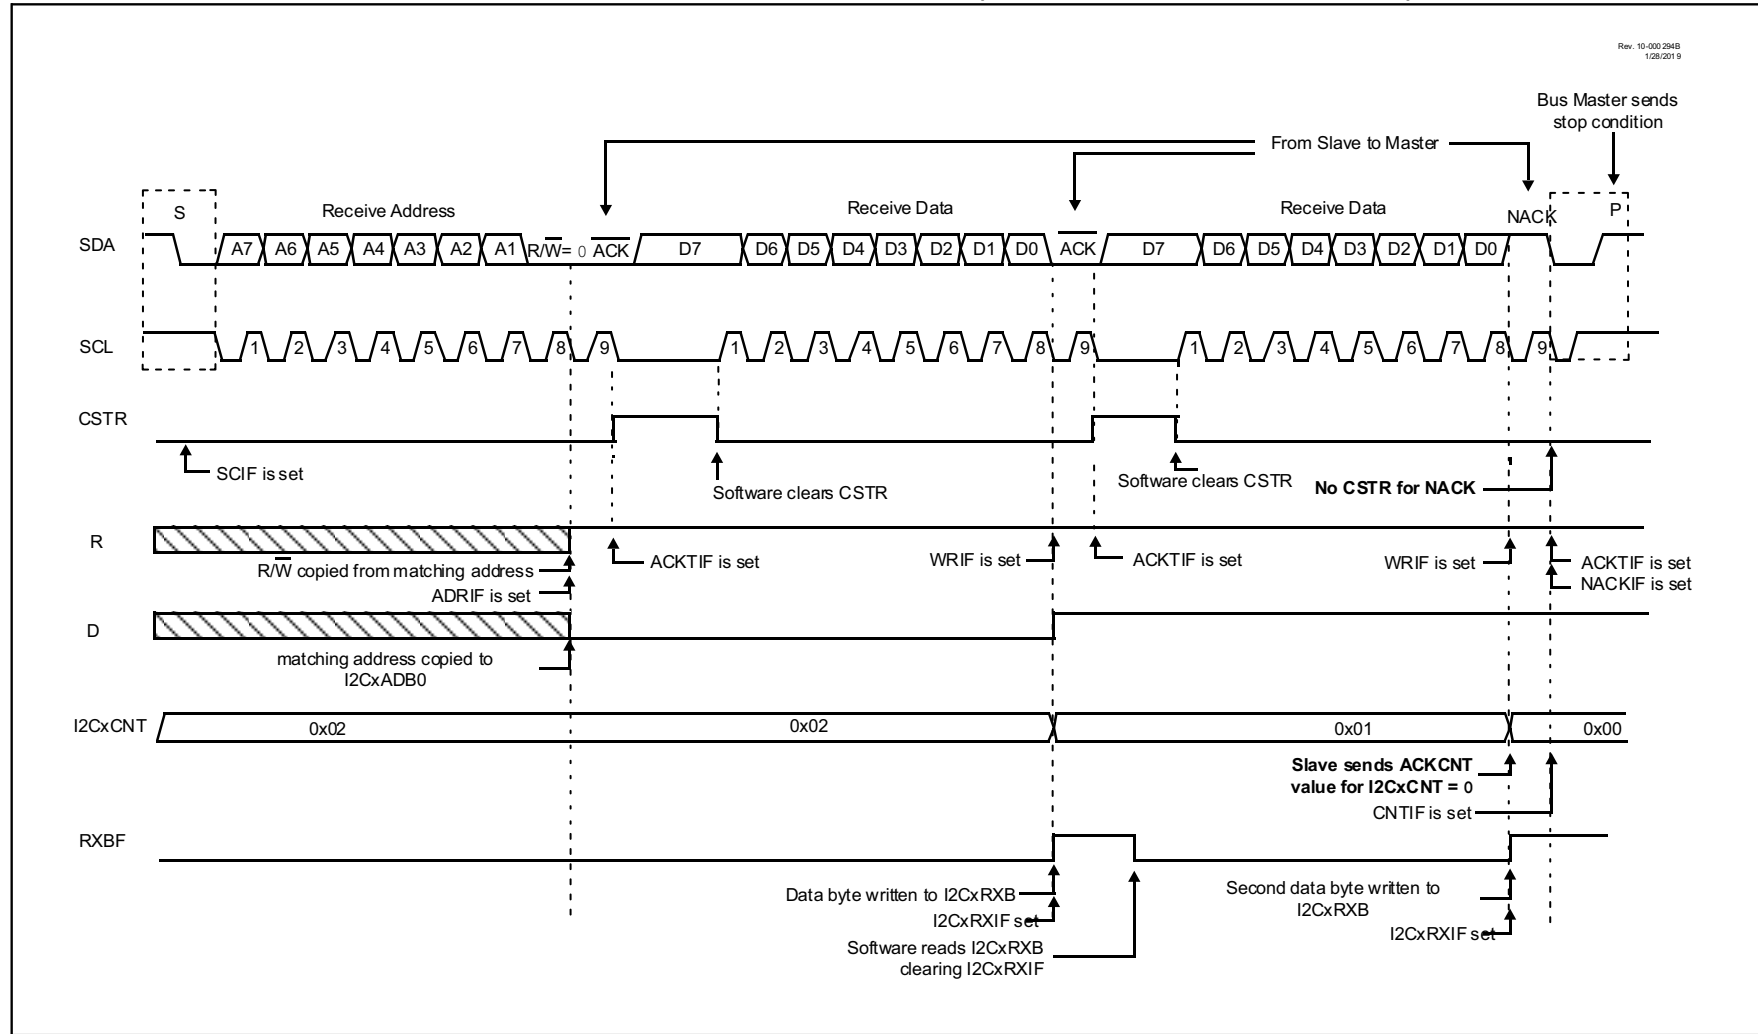 Rev. 10-000 294B
1/28/2019
Bus Master sends
stop condition
From Slave to Master
S
Receive Address
Receive Data
Receive Data
NACK
P
SDA
A7 A6 A5 A4 A3 A2 A1 R/W= 0 ACK D7 D6 D5 D4 D3 D2 D1 D0 ACK D7 D6 D5 D4 D3 D2 D1 D0
SCL
1 2 3 4 5 6 7 8 9 1 2 3 4 5 6 7 8 9 1 2 3 4 5 6 7 8 9
CSTR
SCIF is set
Software clears CSTR
Software clears CSTR
No CSTR for NACK
R
R/W copied from matching address
ADRIF is set
ACKTIF is set
WRIF is set
ACKTIF is set
WRIF is set
ACKTIF is set
NACKIF is set
D
matching address copied to
I2CxADB0
I2CxCNT
0x02
0x02
0x01
0x00
Slave sends ACKCNT
value for I2CxCNT = 0
CNTIF is set
RXBF
Data byte written to I2CxRXB
I2CxRXIF set
Software reads I2CxRXB
clearing I2CxRXIF
Second data byte written to
I2CxRXB
I2CxRXIF set